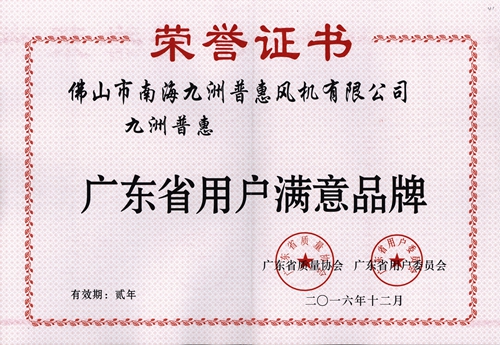 荣誉证书
佛山市南海九洲普惠风机有限公司
九洲普惠
广东省用户满意品牌
广东省质量协会 广东省用户委员会
有效期：贰年
二〇一六年十二月